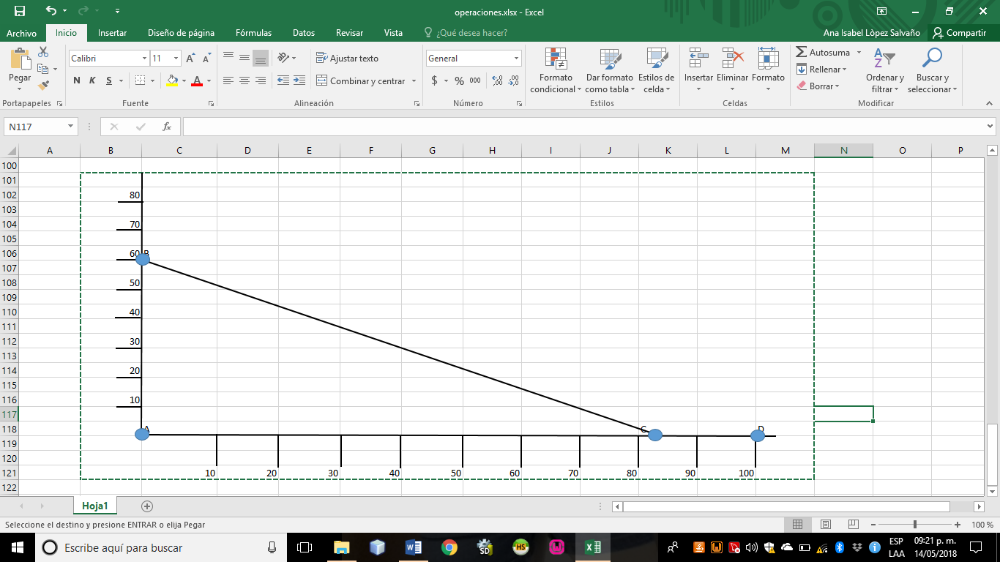 operaciones.xlsx - Excel
Archivo Inicio Insertar Diseño de página Fórmulas Datos Revisar Vista ¿Qué desea hacer? Ana Isabel Lòpez Salvaño Compartir
Pegar
Calibri 11
N K S
Ajustar texto
Combinar y centrar
General
$ % 000
Formato condicional
Dar formato como tabla
Estilos de celda
Insertar Eliminar Formato
Autosuma
Rellenar
Borrar
Ordenar y filtrar
Buscar y seleccionar
Portapapeles Fuente Alineación Número Estilos Celdas Modificar
N117 fx
A B C D E F G H I J K L M N O P
100
101
102 80
103
104 70
105
106 60 B
107
108 50
109
110 40
111
112 30
113
114 20
115
116 10
117
118 A C D
119
120
121 10 20 30 40 50 60 70 80 90 100
122
Hoja1
Seleccione el destino y presione ENTRAR o elija Pegar 100 %
Escribe aquí para buscar
SD
HS
ESP
LAA
09:21 p. m.
14/05/2018